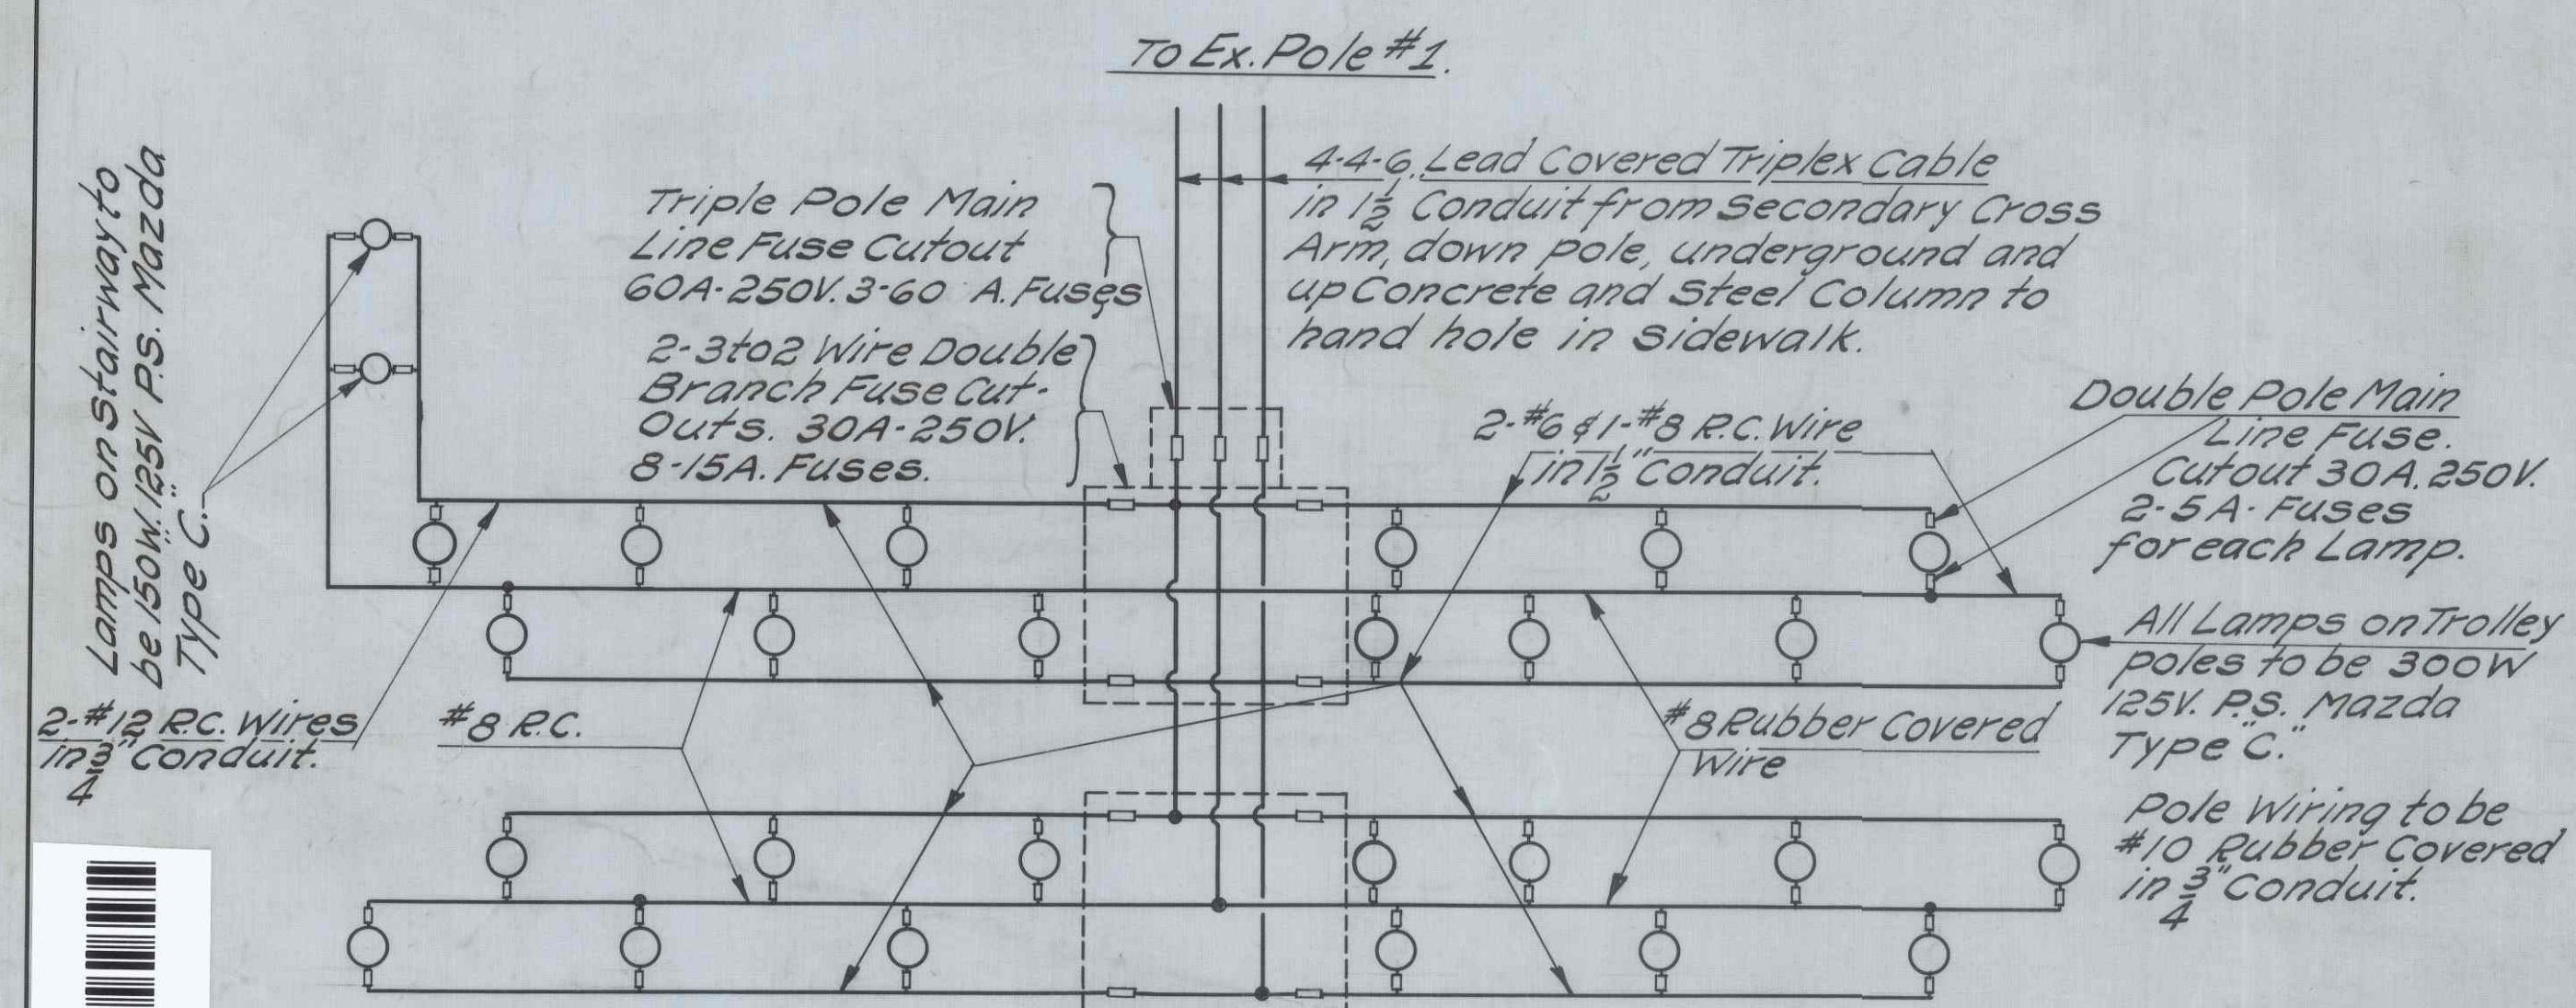 To Ex. Pole #1.
4-4-6. Lead Covered Triplex Cable
in 1½ Conduit from Secondary Cross
Arm, down pole, underground and
up Concrete and Steel Column to
hand hole in Sidewalk.
Triple Pole Main
Line Fuse Cutout
60A-250V. 3-60 A. Fuses
2-3to2 Wire Double
Branch Fuse Cut-
Outs. 30A-250V.
8-15A. Fuses.
Lamps on Stairway to
be 150W. 125V P.S. Mazda
Type "C."
2-#6 & 1-#8 R.C. Wire
in 1½" Conduit.
Double Pole Main
Line Fuse.
Cutout 30A. 250V.
2-5A. Fuses
for each Lamp.
All Lamps on Trolley
poles to be 300W
125V. P.S. Mazda
Type "C."
2-#12 R.C. Wires
in ¾" Conduit.
#8 R.C.
#8 Rubber Covered
Wire
Pole Wiring to be
#10 Rubber Covered
in ¾" Conduit.